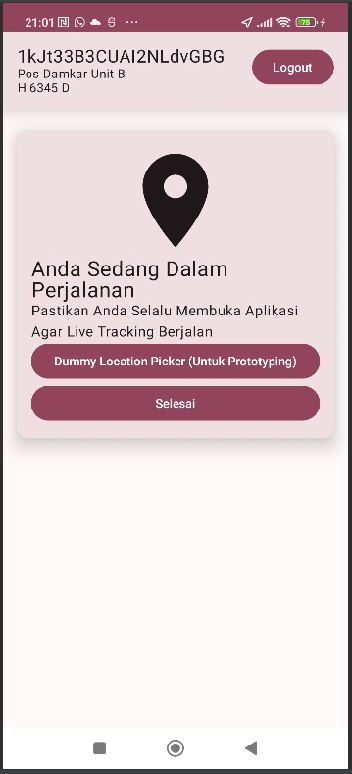 21:01
75
1kJt33B3CUAI2NLdvGBG
Pos Damkar Unit B
H 6345 D
Logout
Anda Sedang Dalam
Perjalanan
Pastikan Anda Selalu Membuka Aplikasi
Agar Live Tracking Berjalan
Dummy Location Picker (Untuk Prototyping)
Selesai